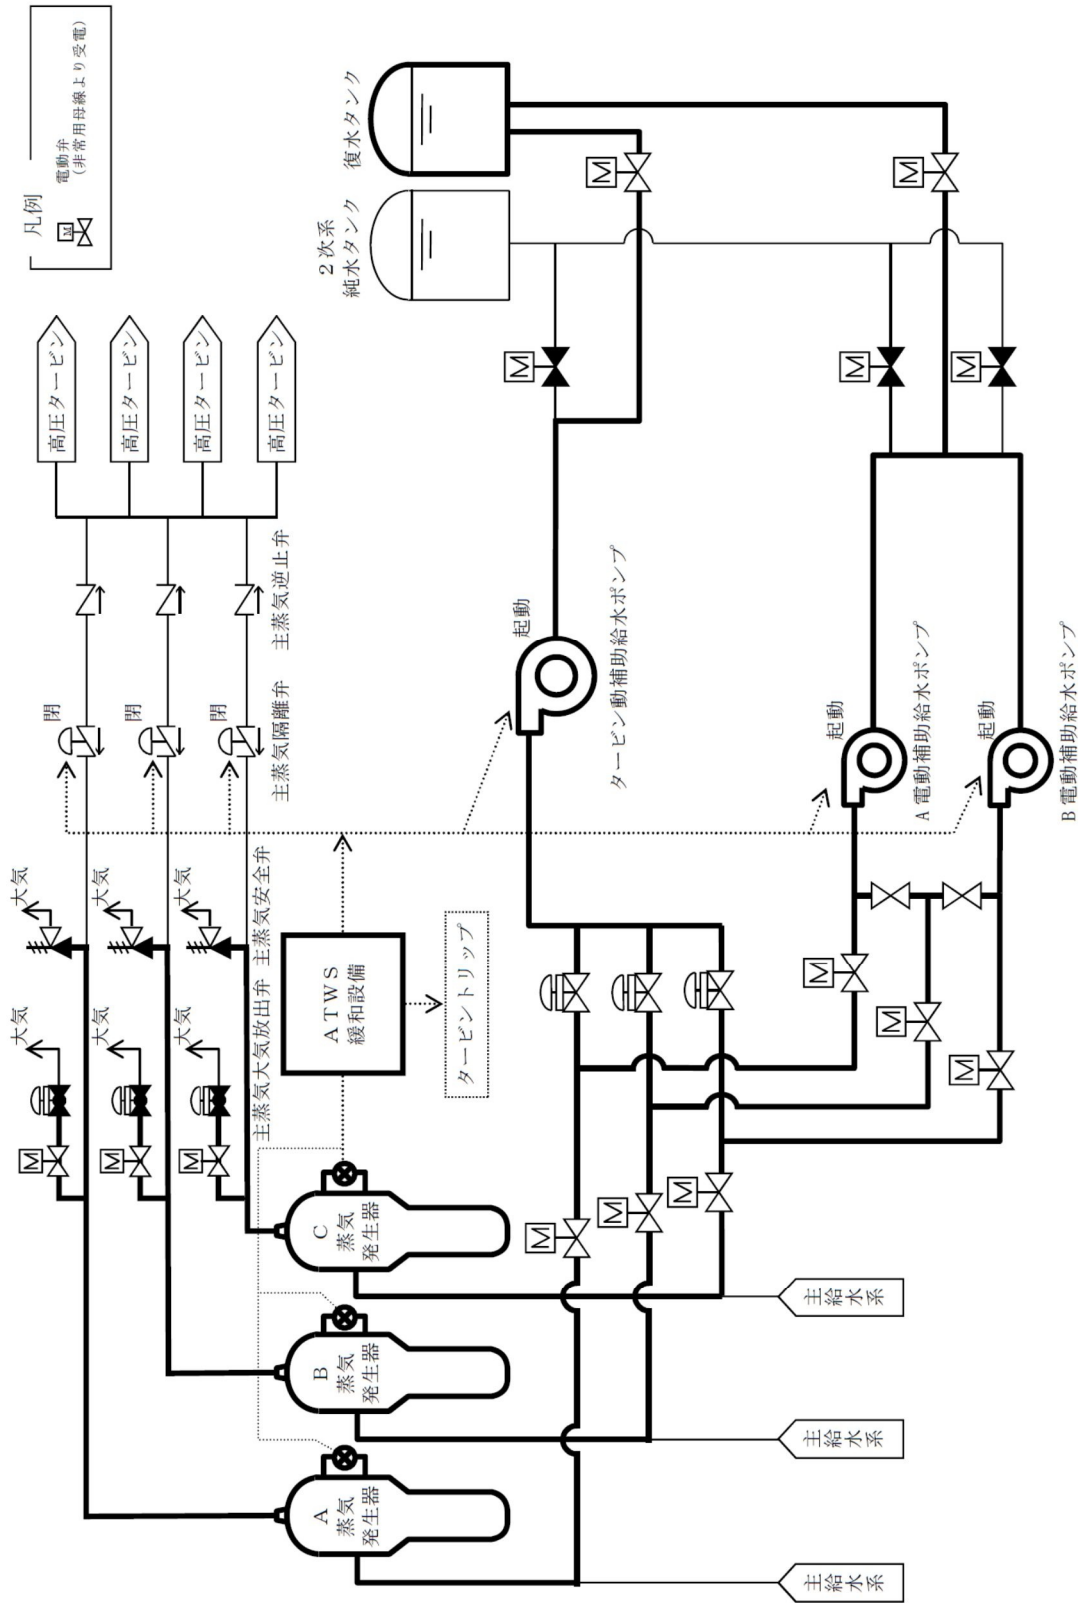 凡例
M
電動弁
(非常用母線より受電)
高圧タービン
高圧タービン
高圧タービン
高圧タービン
大気
大気
大気
大気
大気
大気
M
M
M
閉
閉
閉
主蒸気大気放出弁
主蒸気安全弁
主蒸気隔離弁
主蒸気逆止弁
A
蒸気
発生器
B
蒸気
発生器
C
蒸気
発生器
ATWS
緩和設備
タービントリップ
2次系
純水タンク
復水タンク
M
M
M
起動
タービン動補助給水ポンプ
M
M
M
M
M
M
起動
A電動補助給水ポンプ
M
M
起動
B電動補助給水ポンプ
主給水系
主給水系
主給水系